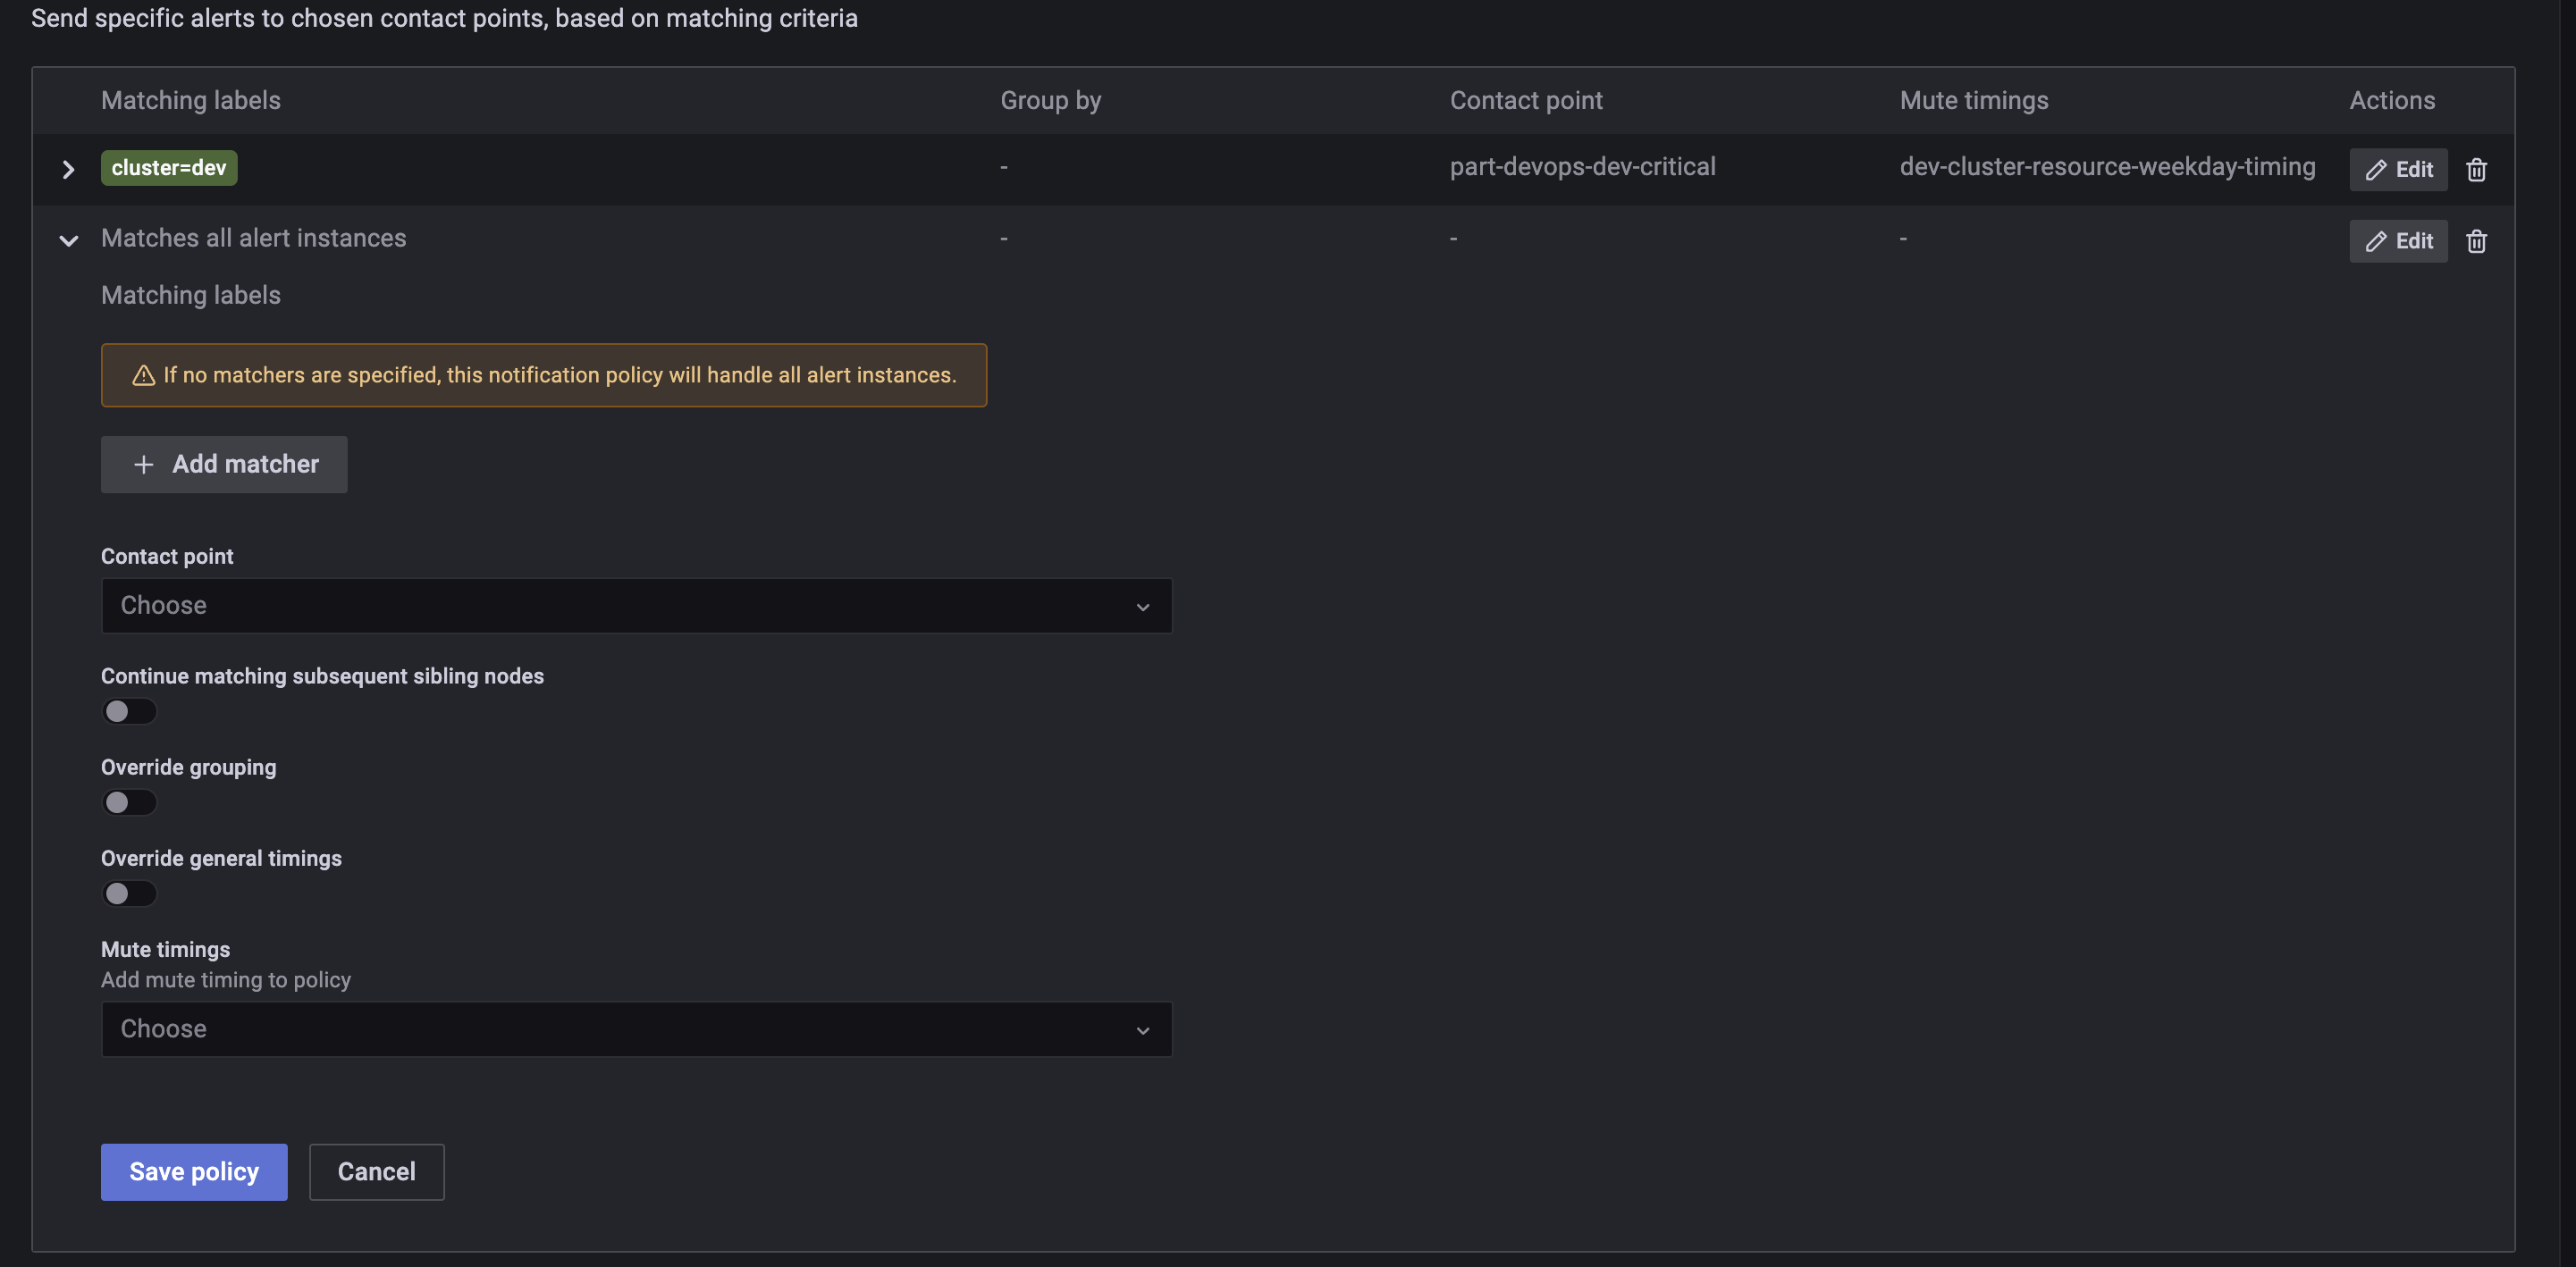 Send specific alerts to chosen contact points, based on matching criteria
Matching labels Group by Contact point Mute timings Actions
cluster=dev - part-devops-dev-critical dev-cluster-resource-weekday-timing Edit
Matches all alert instances - - - Edit
Matching labels
If no matchers are specified, this notification policy will handle all alert instances.
+ Add matcher
Contact point
Choose
Continue matching subsequent sibling nodes
Override grouping
Override general timings
Mute timings
Add mute timing to policy
Choose
Save policy Cancel